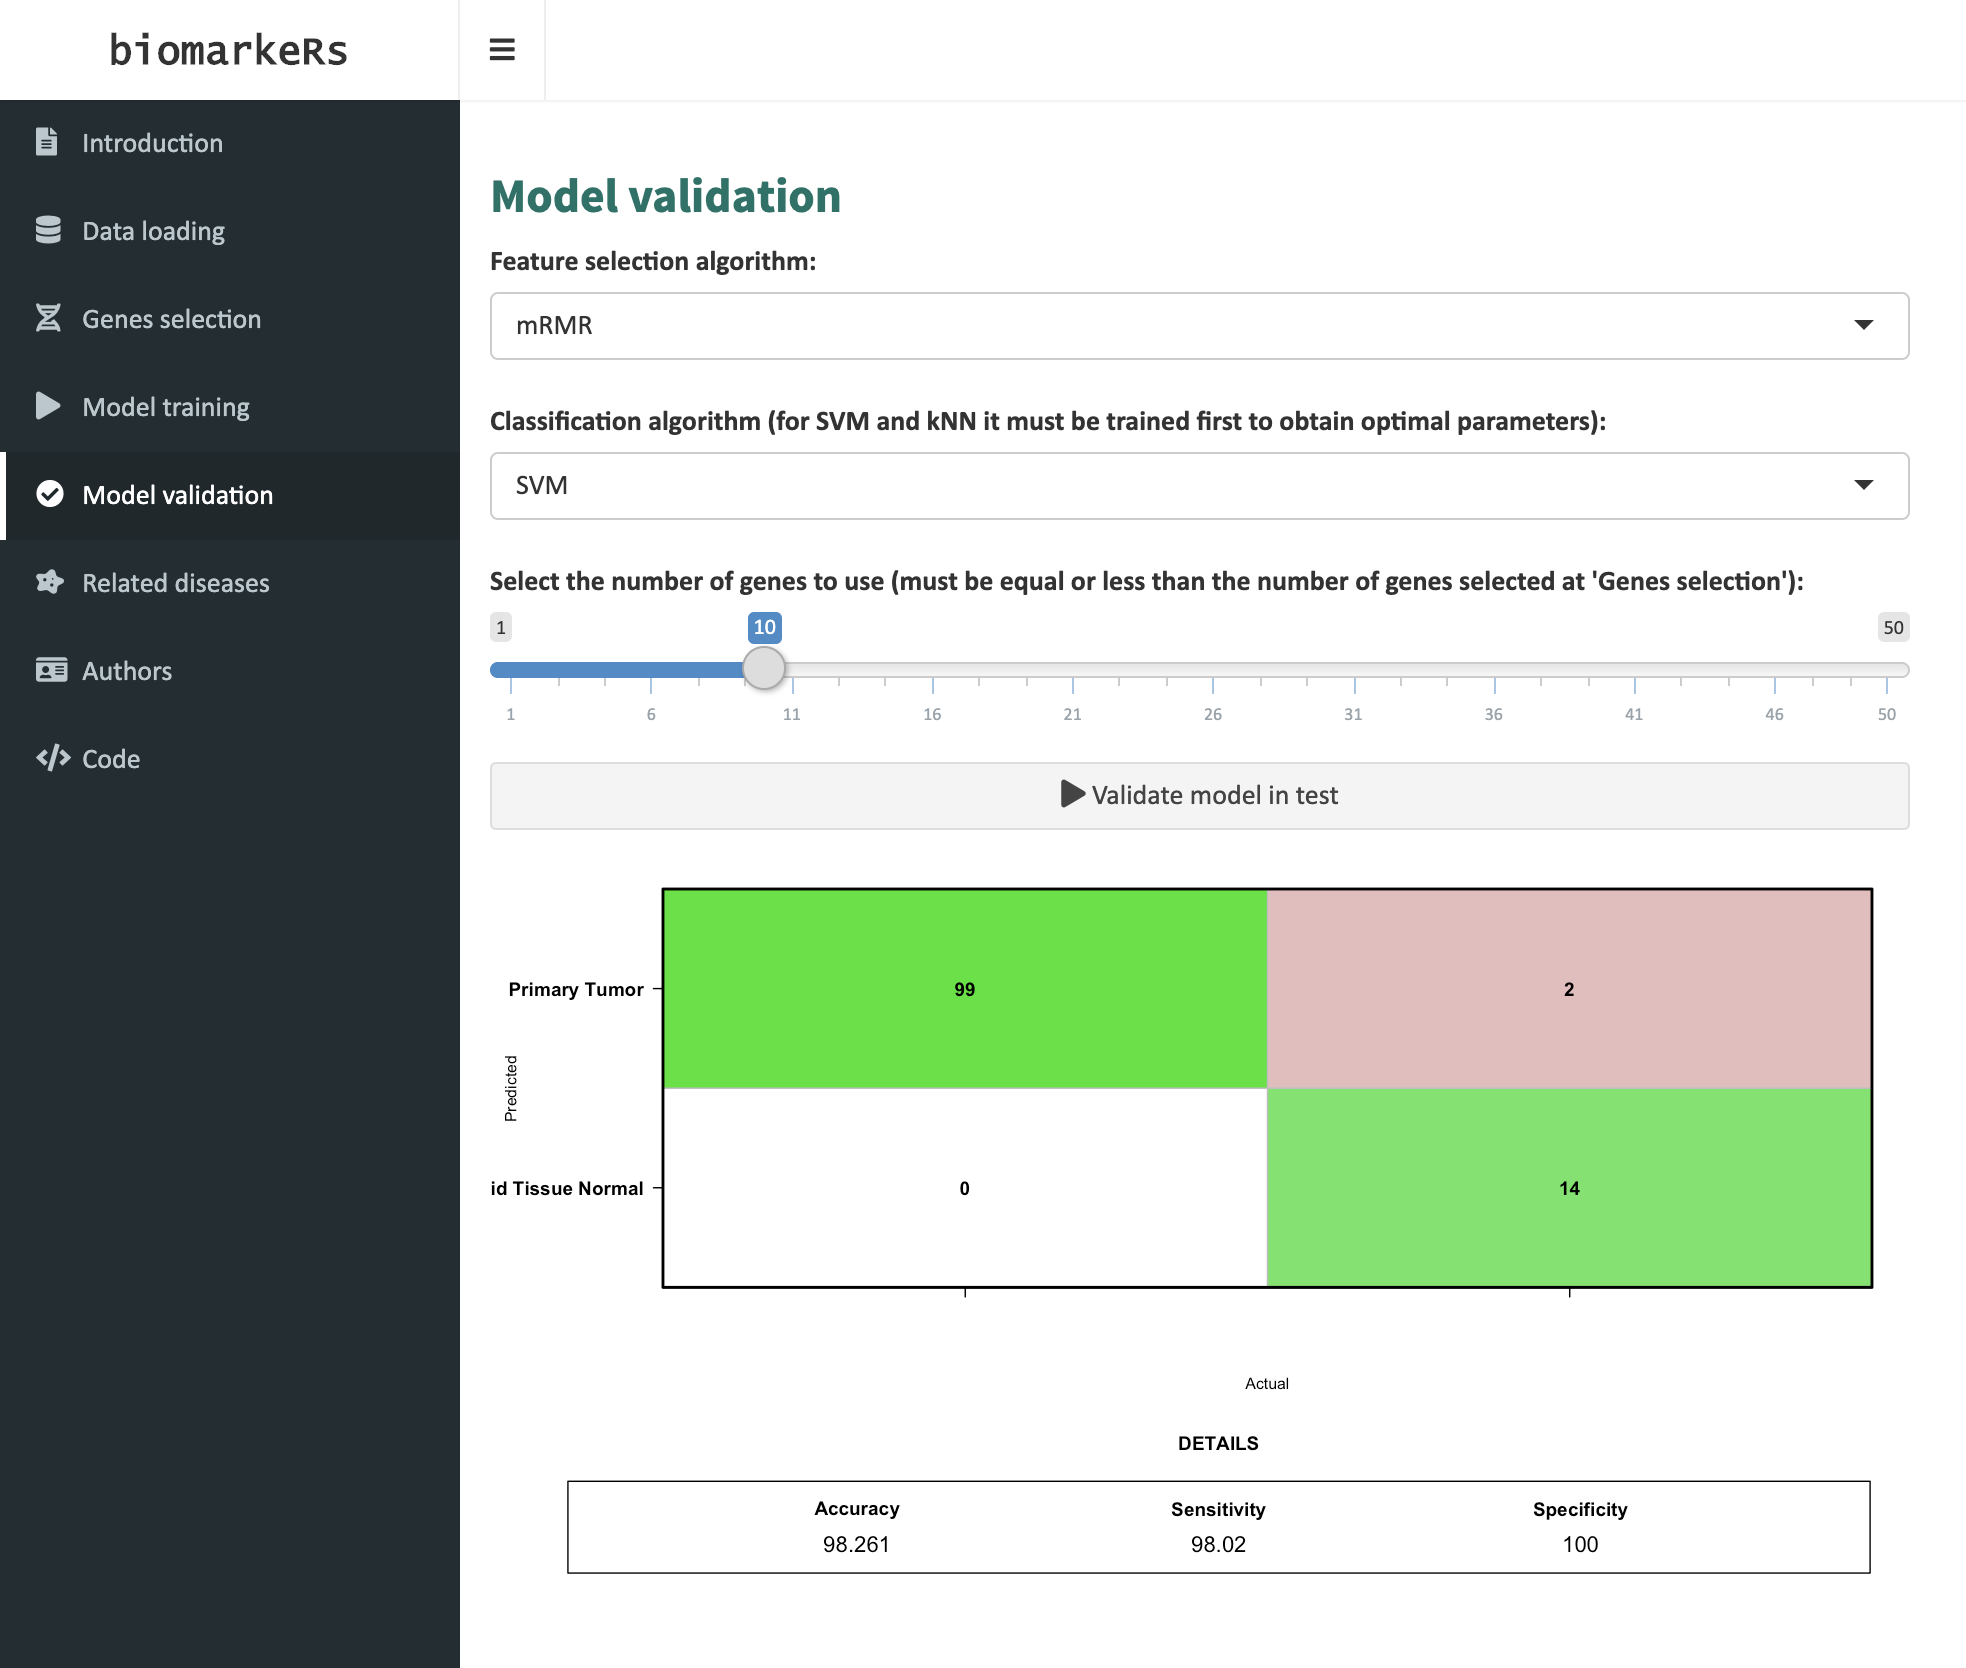 biomarkeRs
Introduction
Data loading
Genes selection
Model training
Model validation
Related diseases
Authors
Code
Model validation
Feature selection algorithm:
mRMR
Classification algorithm (for SVM and kNN it must be trained first to obtain optimal parameters):
SVM
Select the number of genes to use (must be equal or less than the number of genes selected at 'Genes selection'):
1 10 50
1 6 11 16 21 26 31 36 41 46 50
Validate model in test
Primary Tumor 99 2
Predicted
id Tissue Normal 0 14
Actual
DETAILS
Accuracy Sensitivity Specificity
98.261 98.02 100